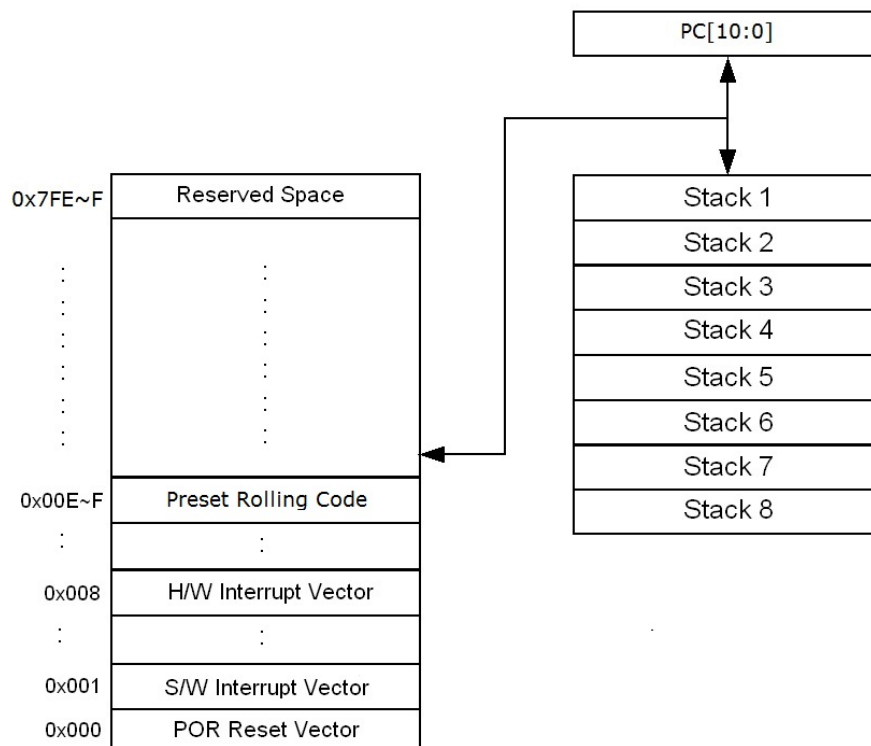 PC[10:0]
0x7FE~F
Reserved Space
Stack 1
Stack 2
Stack 3
Stack 4
Stack 5
Stack 6
Stack 7
Stack 8
0x00E~F
Preset Rolling Code
0x008
H/W Interrupt Vector
0x001
S/W Interrupt Vector
0x000
POR Reset Vector